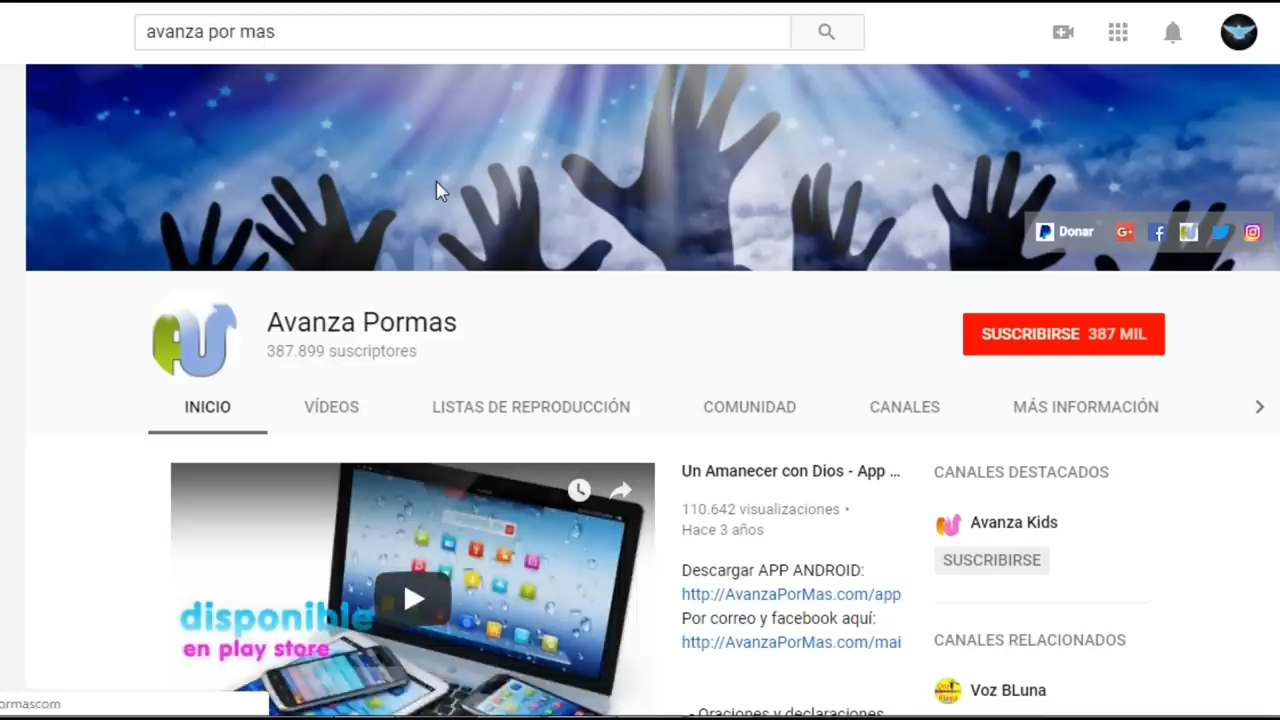 avanza por mas
Donar
Avanza Pormas
387.899 suscriptores
SUSCRIBIRSE 387 MIL
INICIO
VÍDEOS
LISTAS DE REPRODUCCIÓN
COMUNIDAD
CANALES
MÁS INFORMACIÓN
disponible
en play store
Un Amanecer con Dios - App ...
110.642 visualizaciones •
Hace 3 años
Descargar APP ANDROID:
http://AvanzaPorMas.com/app
Por correo y facebook aquí:
http://AvanzaPorMas.com/mai
- Oraciones y declaraciones
CANALES DESTACADOS
Avanza Kids
SUSCRIBIRSE
CANALES RELACIONADOS
Voz BLuna
ormascom